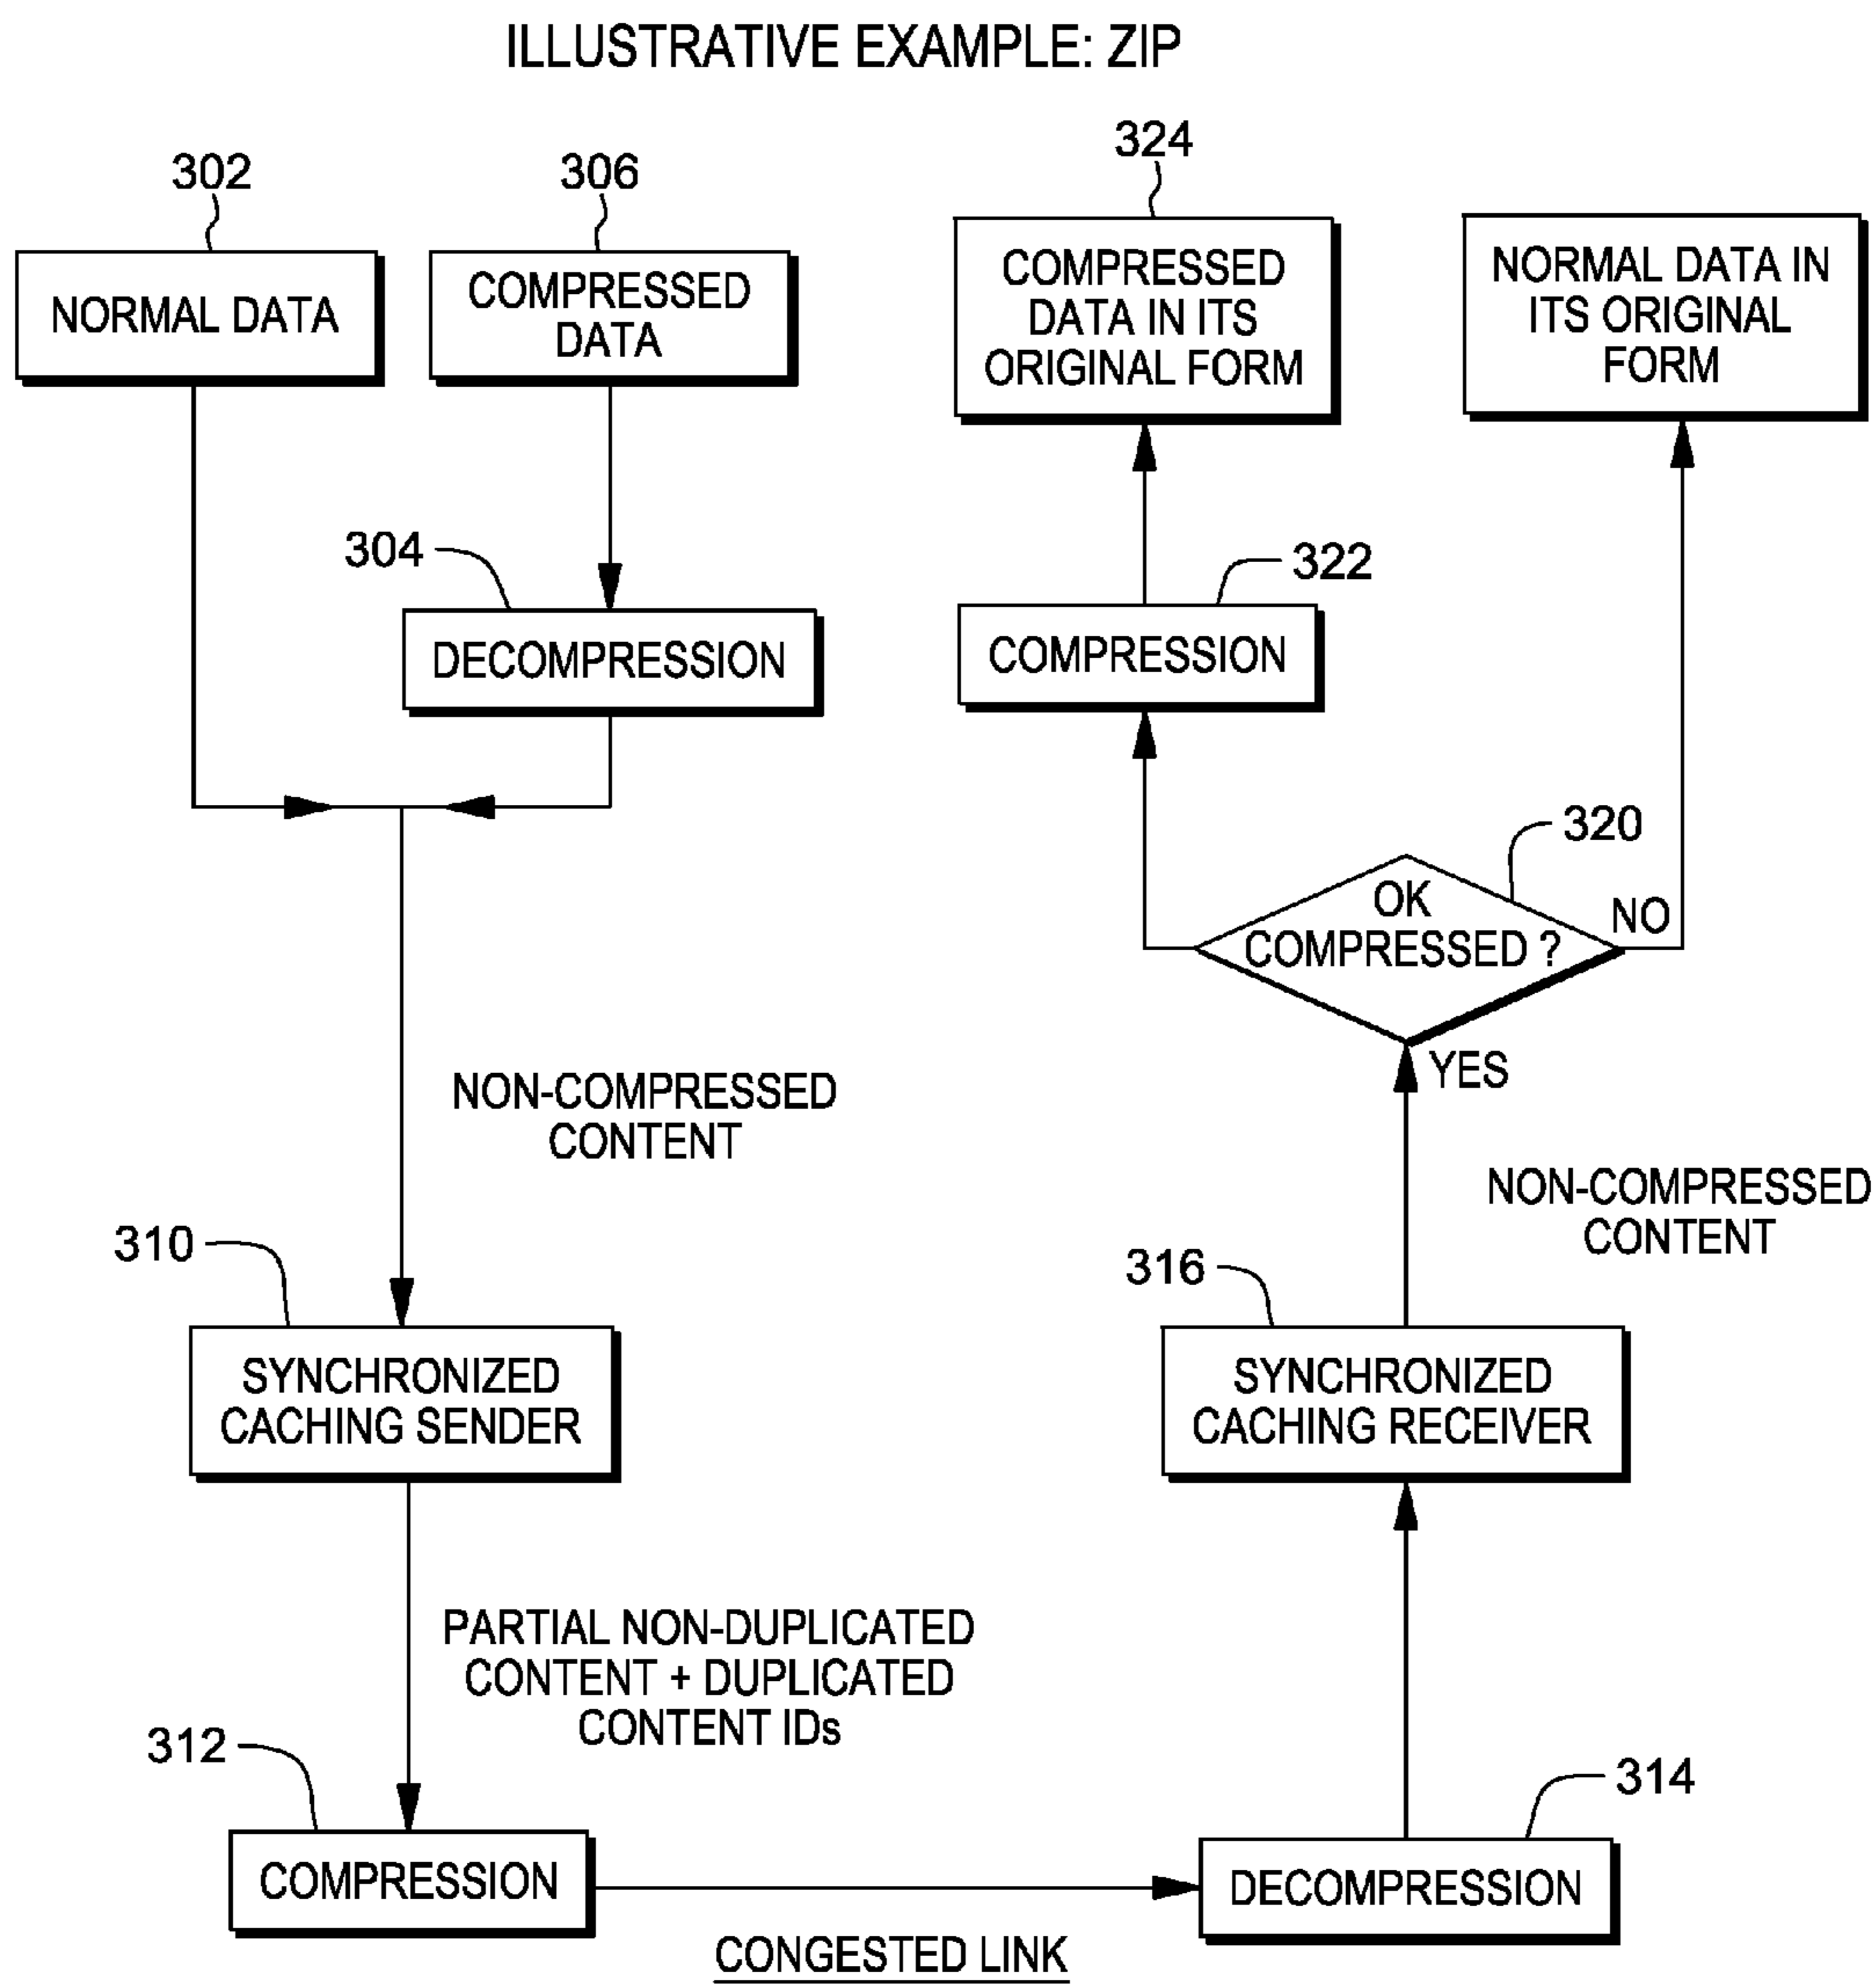 ILLUSTRATIVE EXAMPLE: ZIP
302
NORMAL DATA
306
COMPRESSED
DATA
324
COMPRESSED
DATA IN ITS
ORIGINAL FORM
NORMAL DATA IN
ITS ORIGINAL
FORM
304
DECOMPRESSION
322
COMPRESSION
320
OK
COMPRESSED ?
NO
YES
NON-COMPRESSED
CONTENT
NON-COMPRESSED
CONTENT
310
SYNCHRONIZED
CACHING SENDER
316
SYNCHRONIZED
CACHING RECEIVER
PARTIAL NON-DUPLICATED
CONTENT + DUPLICATED
CONTENT IDs
312
COMPRESSION
314
DECOMPRESSION
CONGESTED LINK